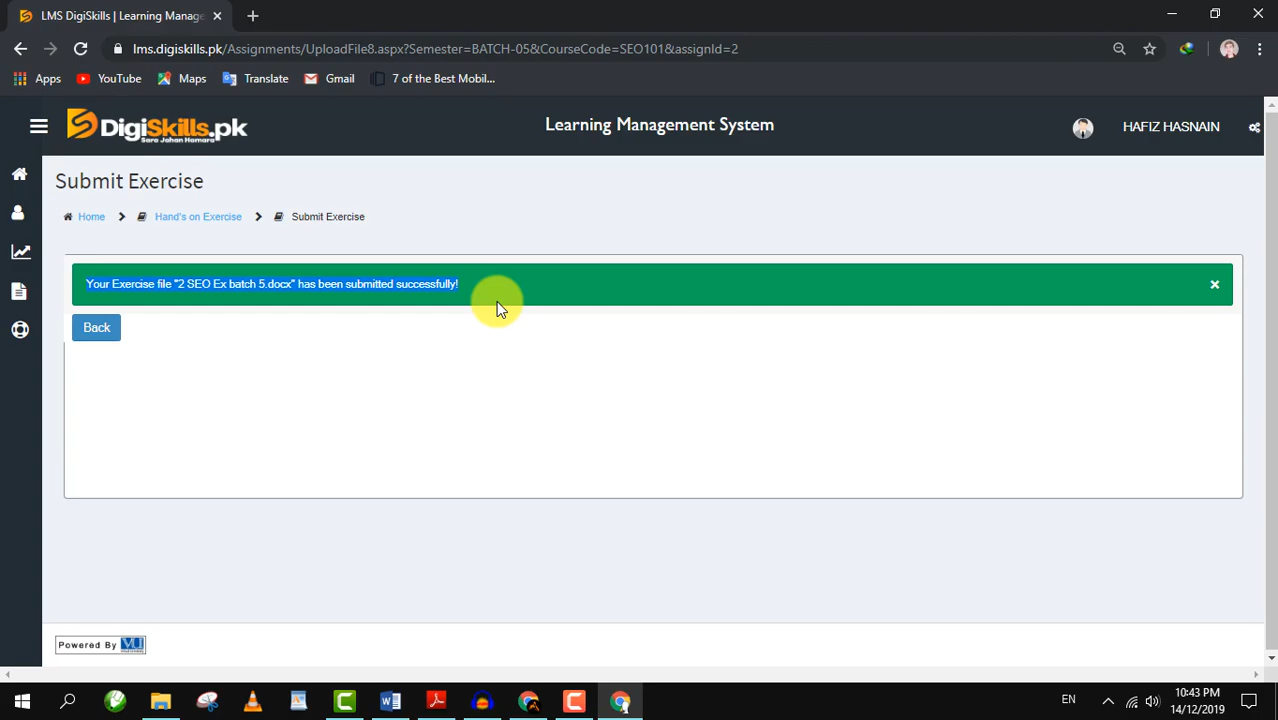 LMS DigiSkills | Learning Manage
lms.digiskills.pk/Assignments/UploadFile8.aspx?Semester=BATCH-05&CourseCode=SEO101&assignId=2
Apps YouTube Maps Translate Gmail 7 of the Best Mobil...
DigiSkills.pk
Learning Management System
HAFIZ HASNAIN
Submit Exercise
Home Hand's on Exercise Submit Exercise
Your Exercise file "2 SEO Ex batch 5.docx" has been submitted successfully!
Back
Powered By VU
EN
10:43 PM
14/12/2019